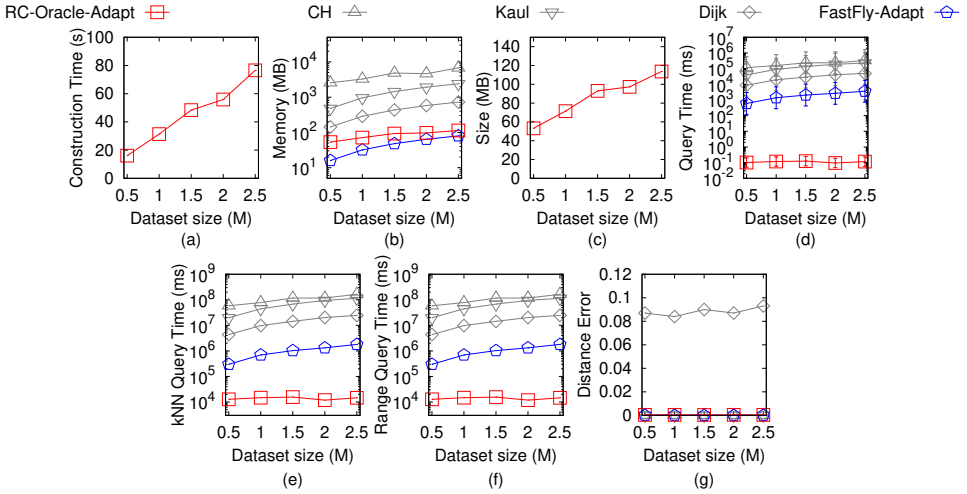 RC-Oracle-Adapt CH Kaul Dijk FastFly-Adapt
Construction Time (s)
100
80
60
40
20
0
0.5 1 1.5 2 2.5
Dataset size (M)
(a)
Memory (MB)
10^4
10^3
10^2
10^1
0.5 1 1.5 2 2.5
Dataset size (M)
(b)
Size (MB)
140
120
100
80
60
40
20
0
0.5 1 1.5 2 2.5
Dataset size (M)
(c)
Query Time (ms)
10^6
10^5
10^4
10^3
10^2
10^1
10^0
10^-1
10^-2
0.5 1 1.5 2 2.5
Dataset size (M)
(d)
kNN Query Time (ms)
10^9
10^8
10^7
10^6
10^5
10^4
0.5 1 1.5 2 2.5
Dataset size (M)
(e)
Range Query Time (ms)
10^9
10^8
10^7
10^6
10^5
10^4
0.5 1 1.5 2 2.5
Dataset size (M)
(f)
Distance Error
0.12
0.1
0.08
0.06
0.04
0.02
0
0.5 1 1.5 2 2.5
Dataset size (M)
(g)